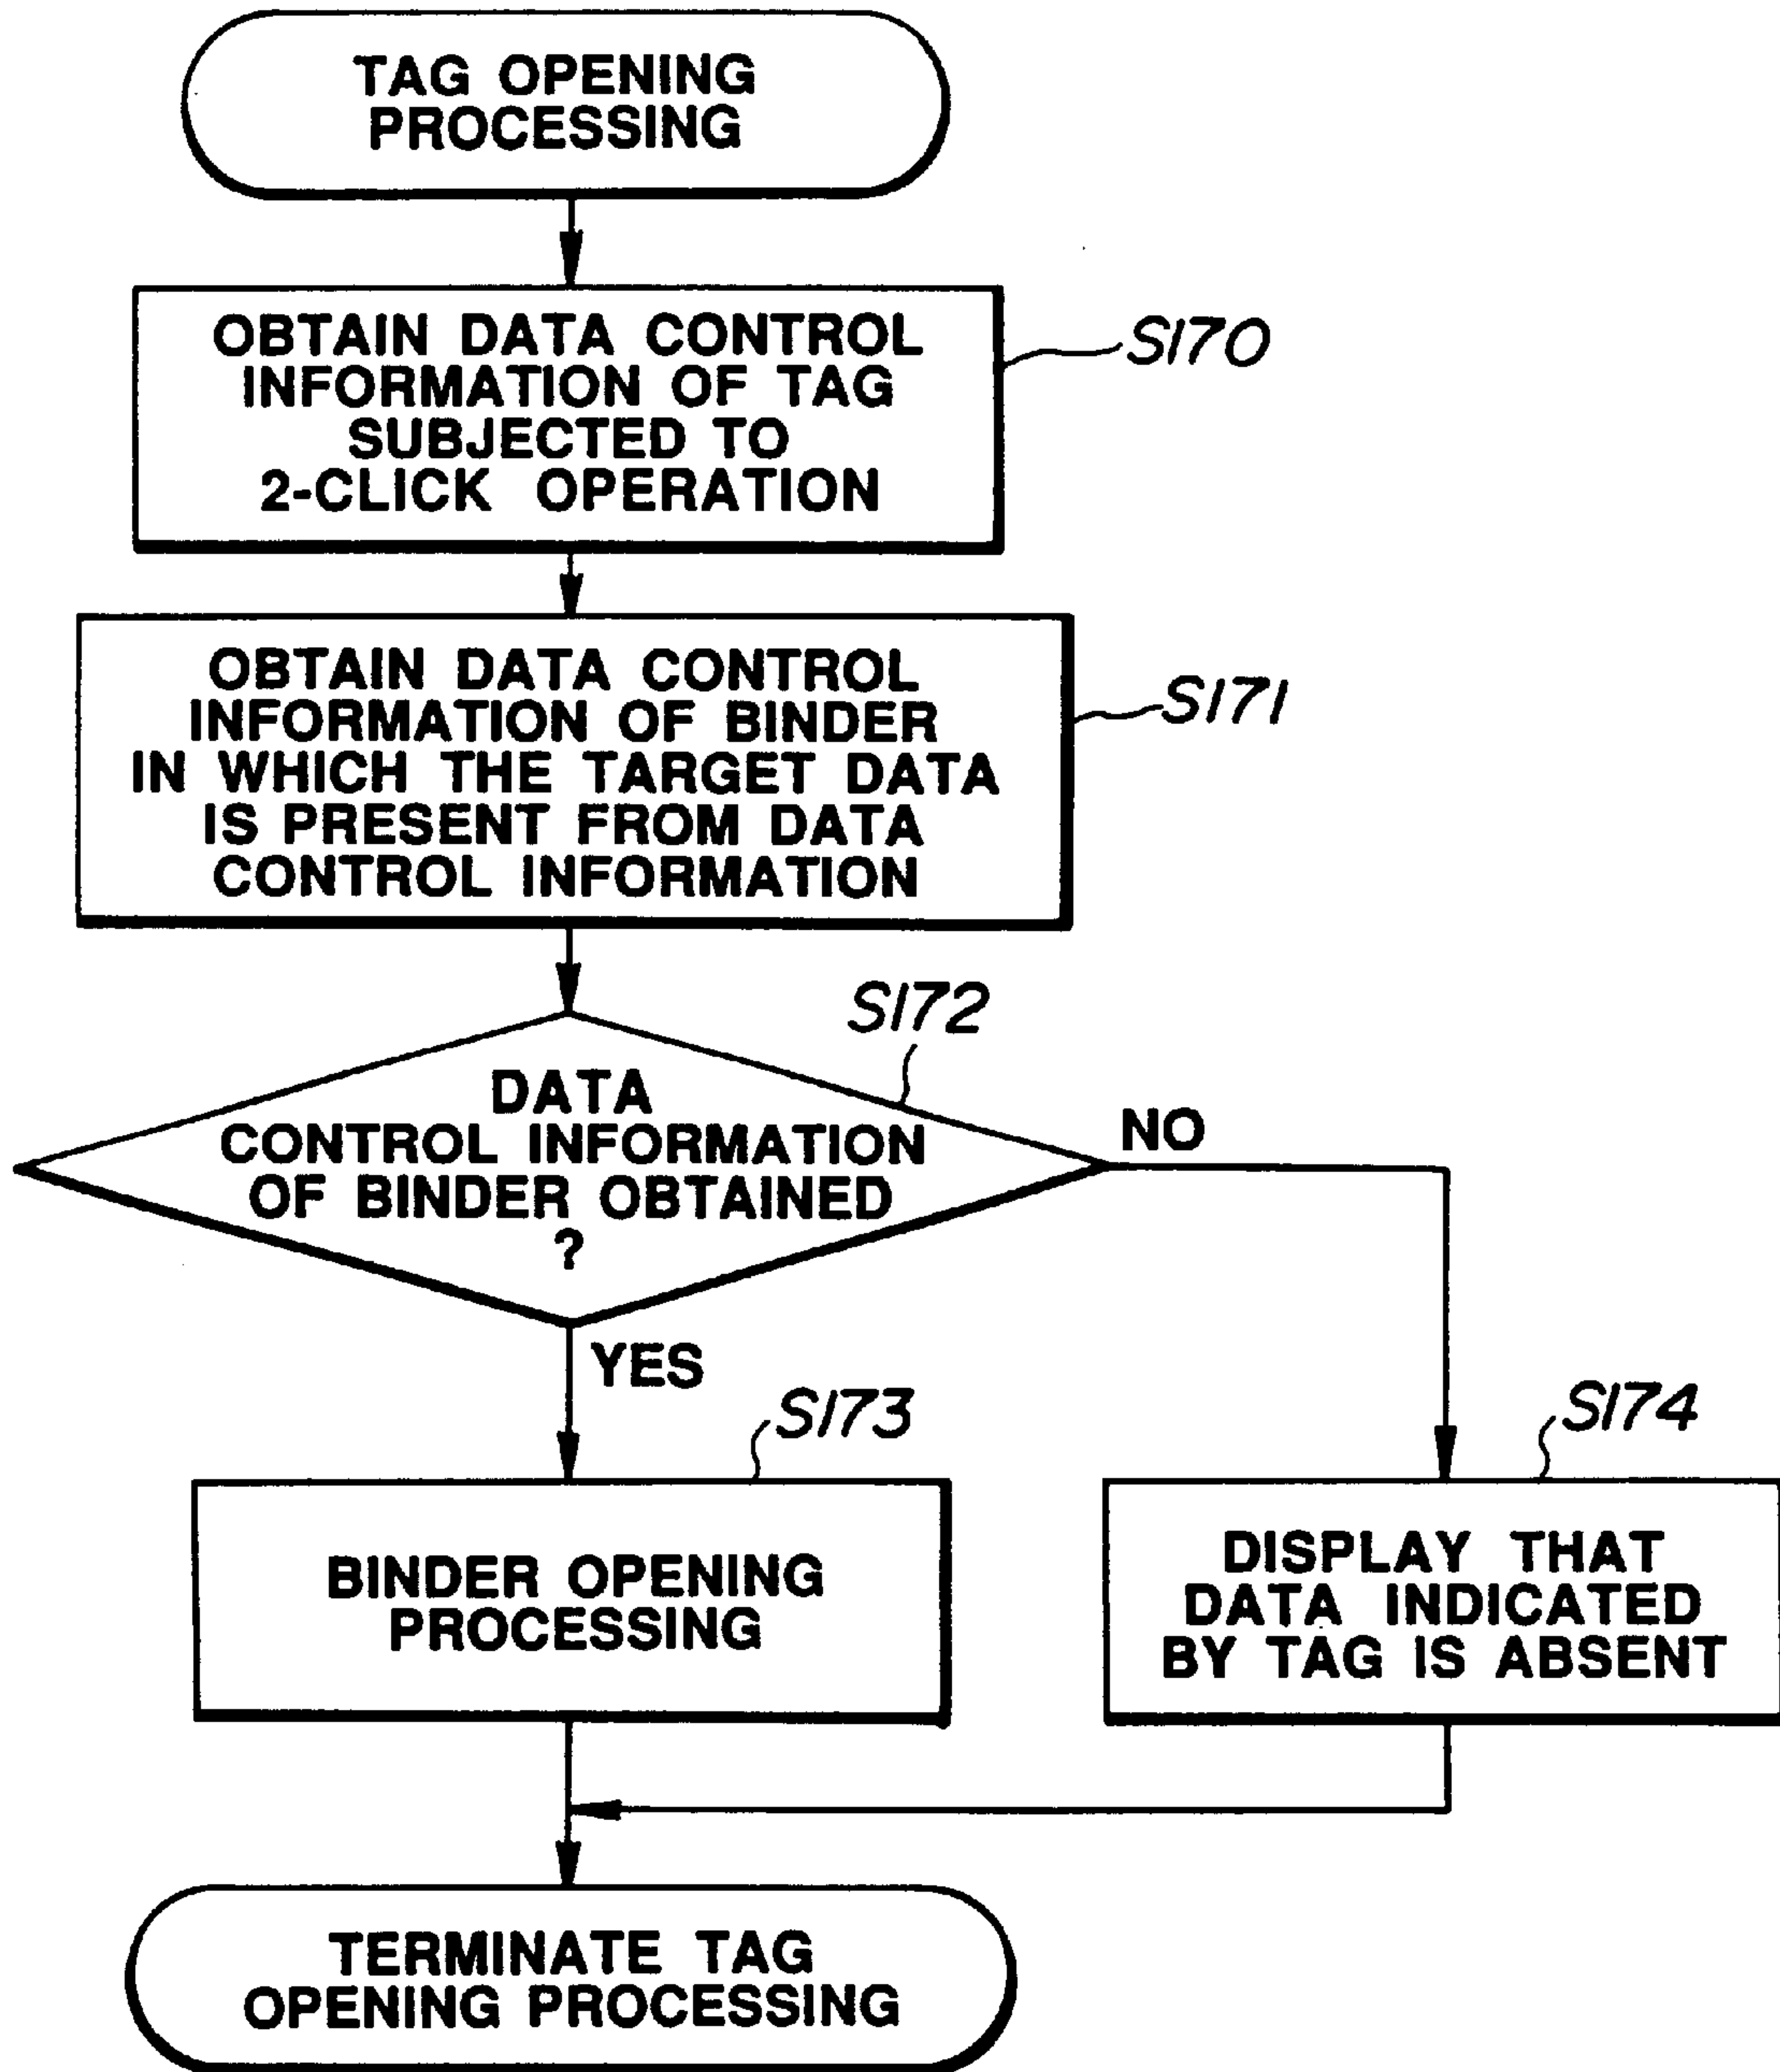 TAG OPENING
PROCESSING
OBTAIN DATA CONTROL
INFORMATION OF TAG
SUBJECTED TO
2-CLICK OPERATION
S170
OBTAIN DATA CONTROL
INFORMATION OF BINDER
IN WHICH THE TARGET DATA
IS PRESENT FROM DATA
CONTROL INFORMATION
S171
S172
DATA
CONTROL INFORMATION
OF BINDER OBTAINED
?
NO
YES
S173
BINDER OPENING
PROCESSING
S174
DISPLAY THAT
DATA INDICATED
BY TAG IS ABSENT
TERMINATE TAG
OPENING PROCESSING